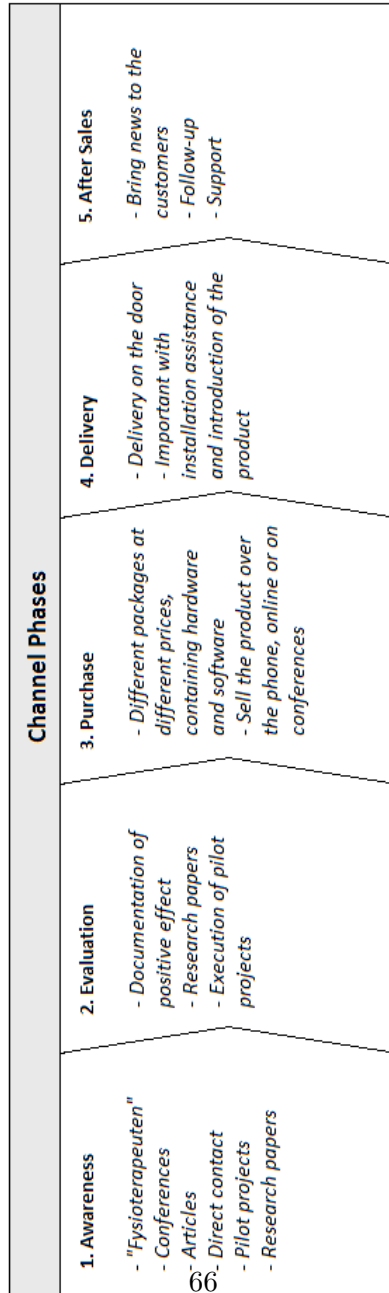 Channel Phases
1. Awareness
- "Fysioterapeuten"
- Conferences
- Articles
- Direct contact
- Pilot projects
- Research papers
2. Evaluation
- Documentation of
positive effect
- Research papers
- Execution of pilot
projects
3. Purchase
- Different packages at
different prices,
containing hardware
and software
- Sell the product over
the phone, online or on
conferences
4. Delivery
- Delivery on the door
- Important with
installation assistance
and introduction of the
product
5. After Sales
- Bring news to the
customers
- Follow-up
- Support
66